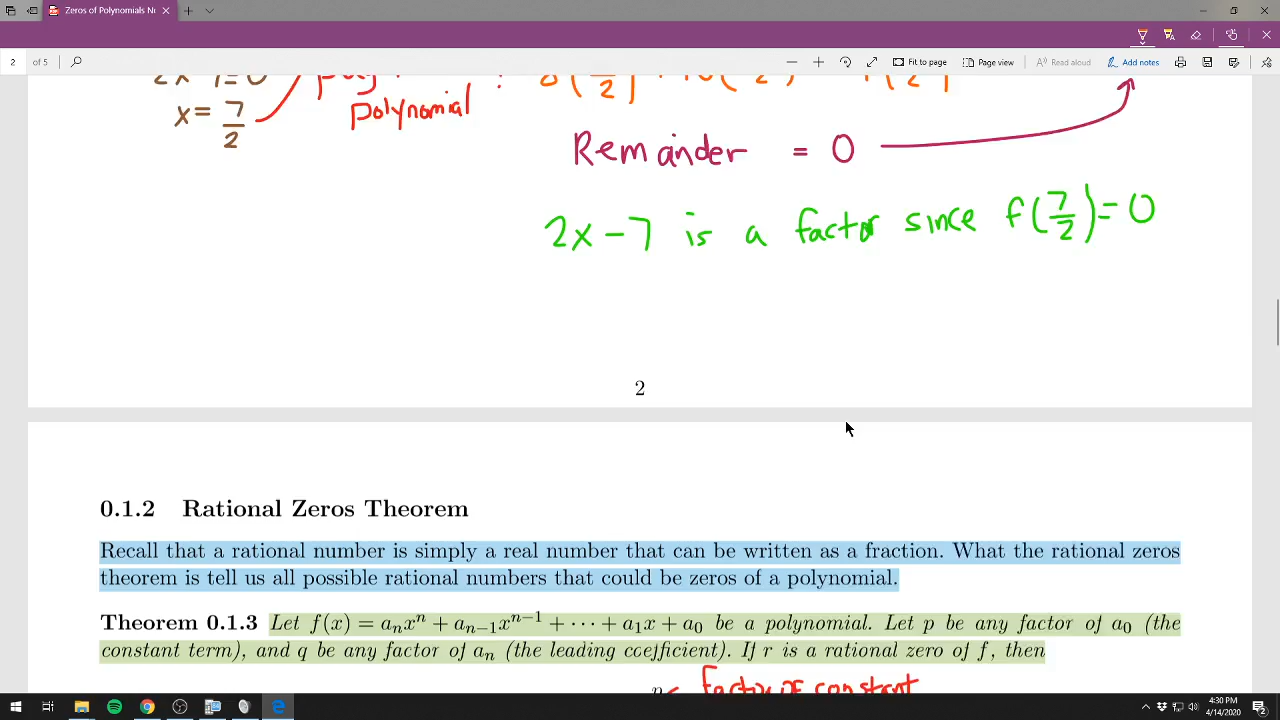 Zeros of Polynomials No
2 of 5
Fit to page
Page view
Read aloud
Add notes
x = 7/2
polynomial
Remainder = 0
2x - 7 is a factor since f(7/2) = 0
2
0.1.2 Rational Zeros Theorem
Recall that a rational number is simply a real number that can be written as a fraction. What the rational zeros
theorem is tell us all possible rational numbers that could be zeros of a polynomial.
Theorem 0.1.3 Let f(x) = aₙxⁿ + aₙ₋₁xⁿ⁻¹ + ⋯ + a₁x + a₀ be a polynomial. Let p be any factor of a₀ (the
constant term), and q be any factor of aₙ (the leading coefficient). If r is a rational zero of f, then
factor of constant
4:30 PM
4/14/2020